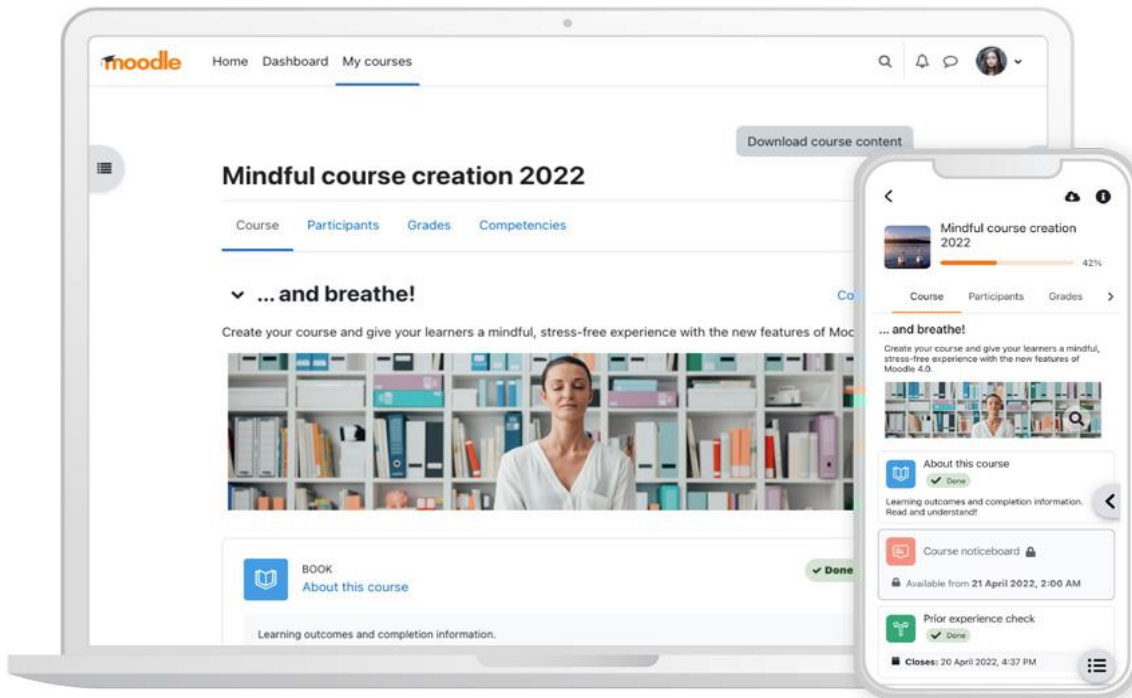 moodle
Home Dashboard My courses
Download course content
Mindful course creation 2022
Course Participants Grades Competencies
... and breathe!
Create your course and give your learners a mindful, stress-free experience with the new features of
BOOK
About this course
Done
Learning outcomes and completion information.
Mindful course creation
2022
42%
Course Participants Grades
... and breathe!
Create your course and give your learners a mindful,
stress-free experience with the new features of
Moodle 4.0.
About this course
Done
Learning outcomes and completion information.
Read and understand!
Course noticeboard
Available from 21 April 2022, 2:00 AM
Prior experience check
Done
Closes: 20 April 2022, 4:37 PM